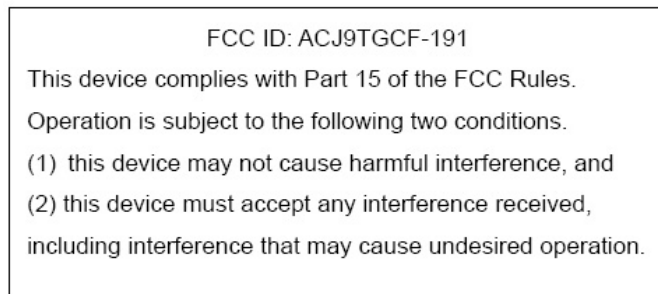 FCC ID: ACJ9TGCF-191
This device complies with Part 15 of the FCC Rules.
Operation is subject to the following two conditions.
(1) this device may not cause harmful interference, and
(2) this device must accept any interference received,
including interference that may cause undesired operation.